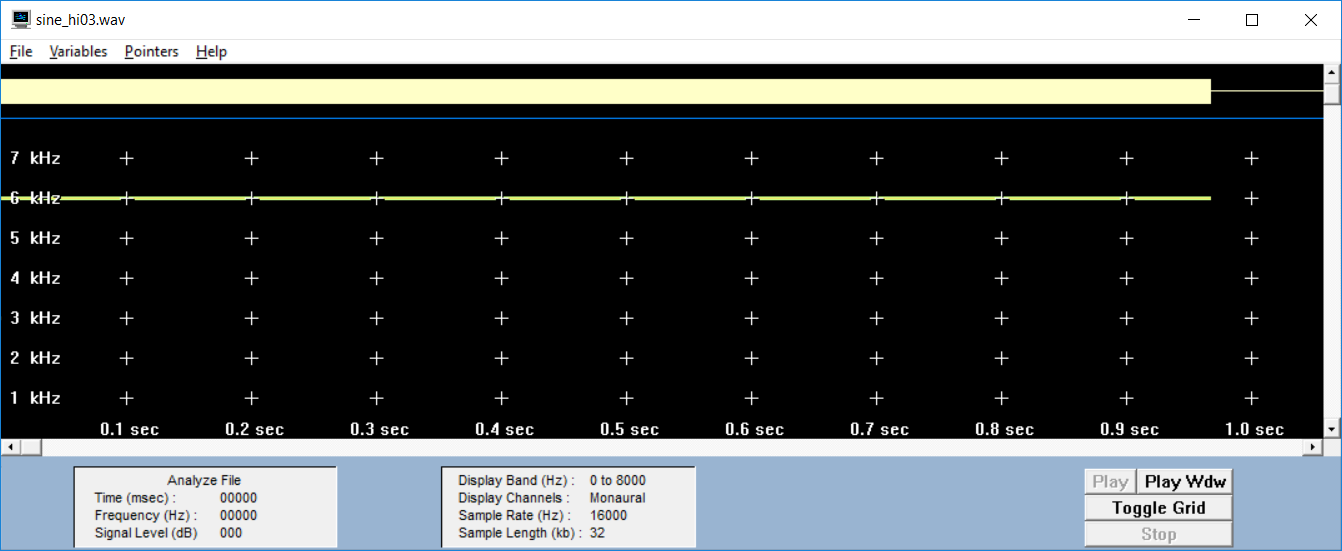 sine_hi03.wav
File Variables Pointers Help
7 kHz
6 kHz
5 kHz
4 kHz
3 kHz
2 kHz
1 kHz
0.1 sec 0.2 sec 0.3 sec 0.4 sec 0.5 sec 0.6 sec 0.7 sec 0.8 sec 0.9 sec 1.0 sec
Analyze File
Time (msec) : 00000
Frequency (Hz) : 00000
Signal Level (dB) 000
Display Band (Hz) : 0 to 8000
Display Channels : Monaural
Sample Rate (Hz) : 16000
Sample Length (kb) : 32
Play Play Wdw
Toggle Grid
Stop